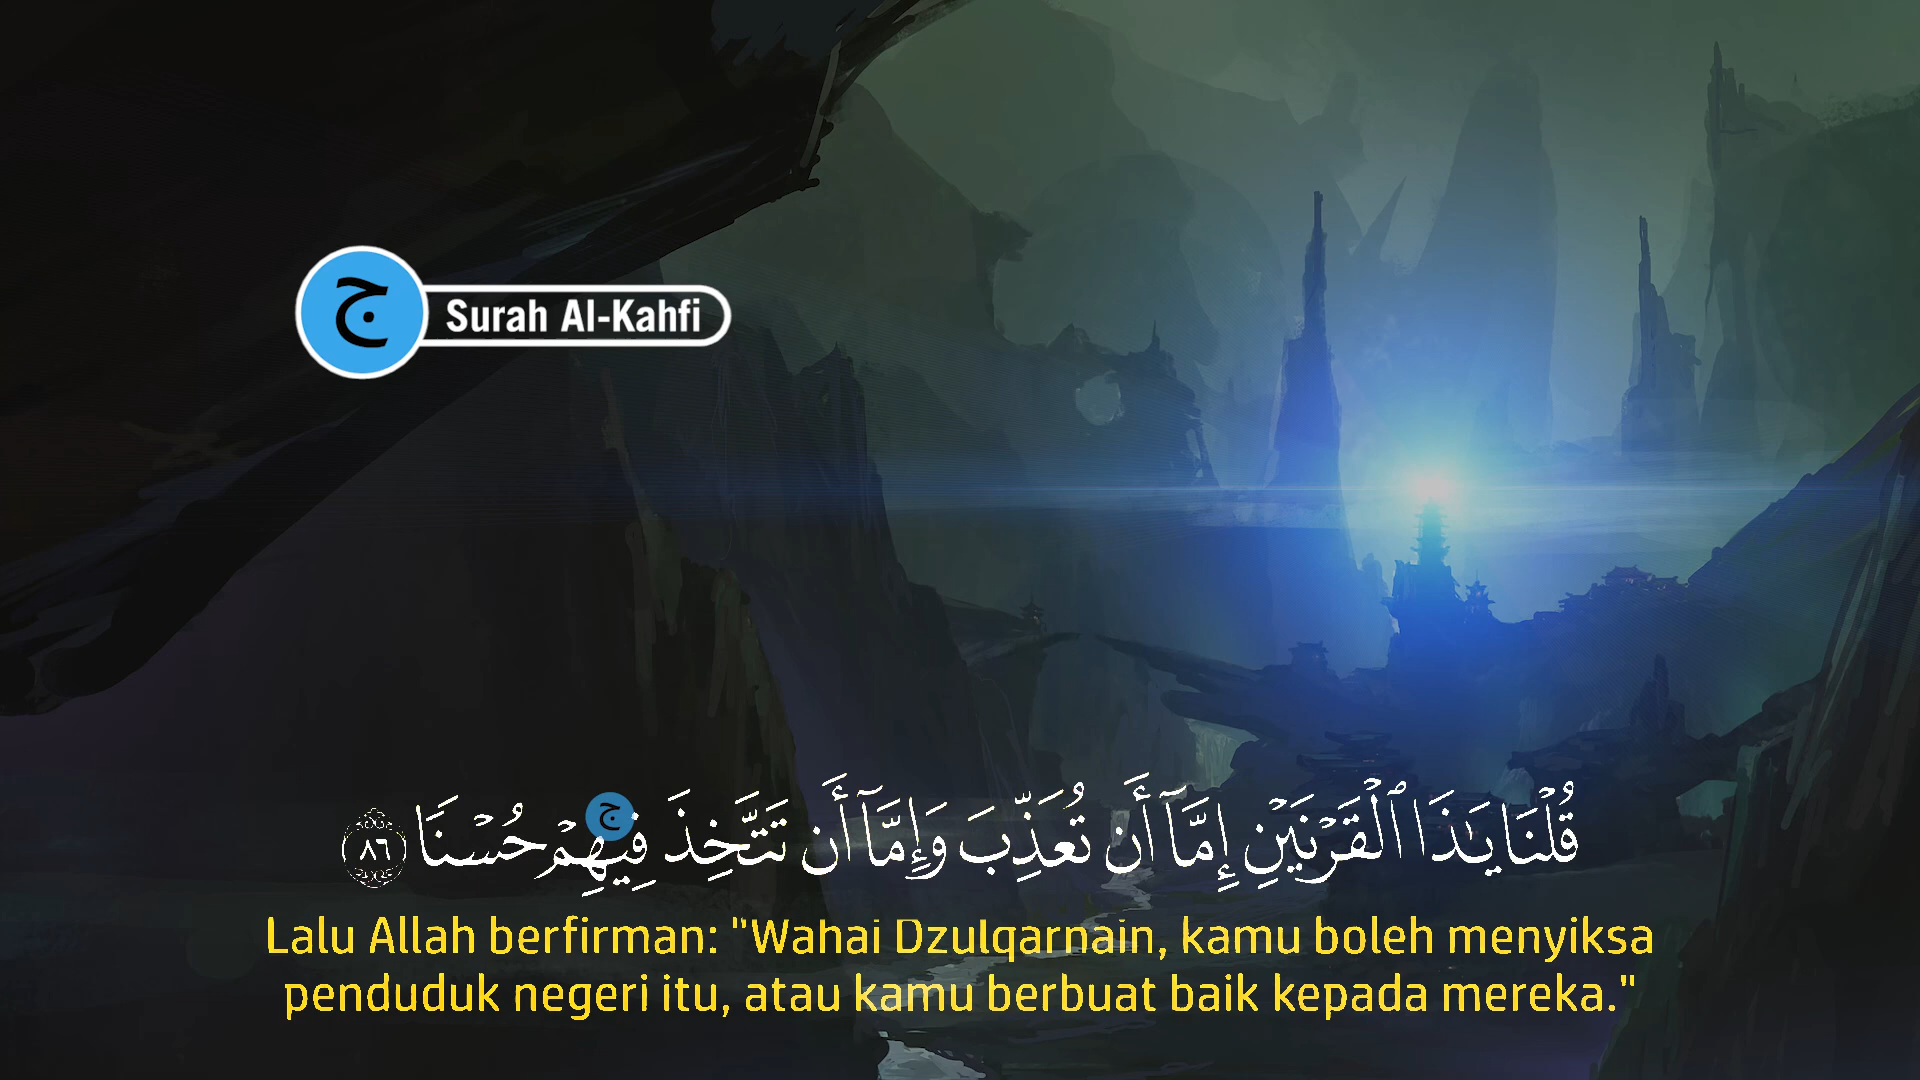 ج
Surah Al-Kahfi
قُلْنَا يَٰذَا ٱلْقَرْنَيْنِ إِمَّآ أَن تُعَذِّبَ وَإِمَّآ أَن تَتَّخِذَ فِيهِمْ حُسْنًا ٨٦
ج
Lalu Allah berfirman: "Wahai Dzulqarnain, kamu boleh menyiksa
penduduk negeri itu, atau kamu berbuat baik kepada mereka."